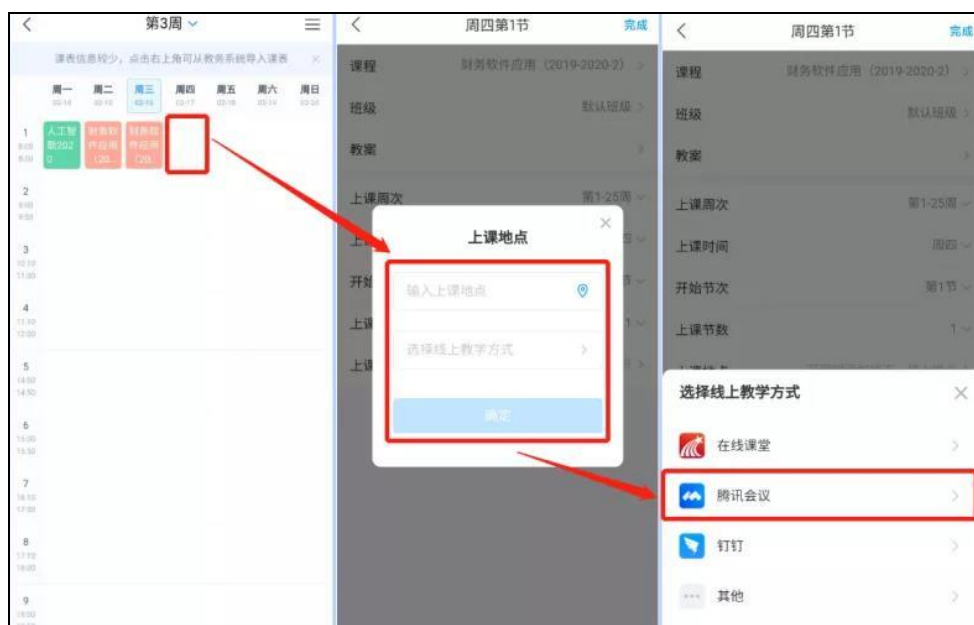 第3周
课表信息较少，点击右上角可从教务系统导入课表 ×
周一 周二 周三 周四 周五 周六 周日
1 人工智能2020 财务软件应用（20... 财务软件应用（20...
2
3
4
5
6
7
8
9
周四第1节 完成
课程 财务软件应用（2019-2020-2）
班级 默认班级
教案
上课周次 第1-25周
上课地点
输入上课地点
选择线上教学方式
确定
周四第1节 完成
课程 财务软件应用（2019-2020-2）
班级 默认班级
教案
上课周次 第1-25周
上课时间 周四
开始节次 第1节
上课节数 1
选择线上教学方式
在线课堂
腾讯会议
钉钉
其他